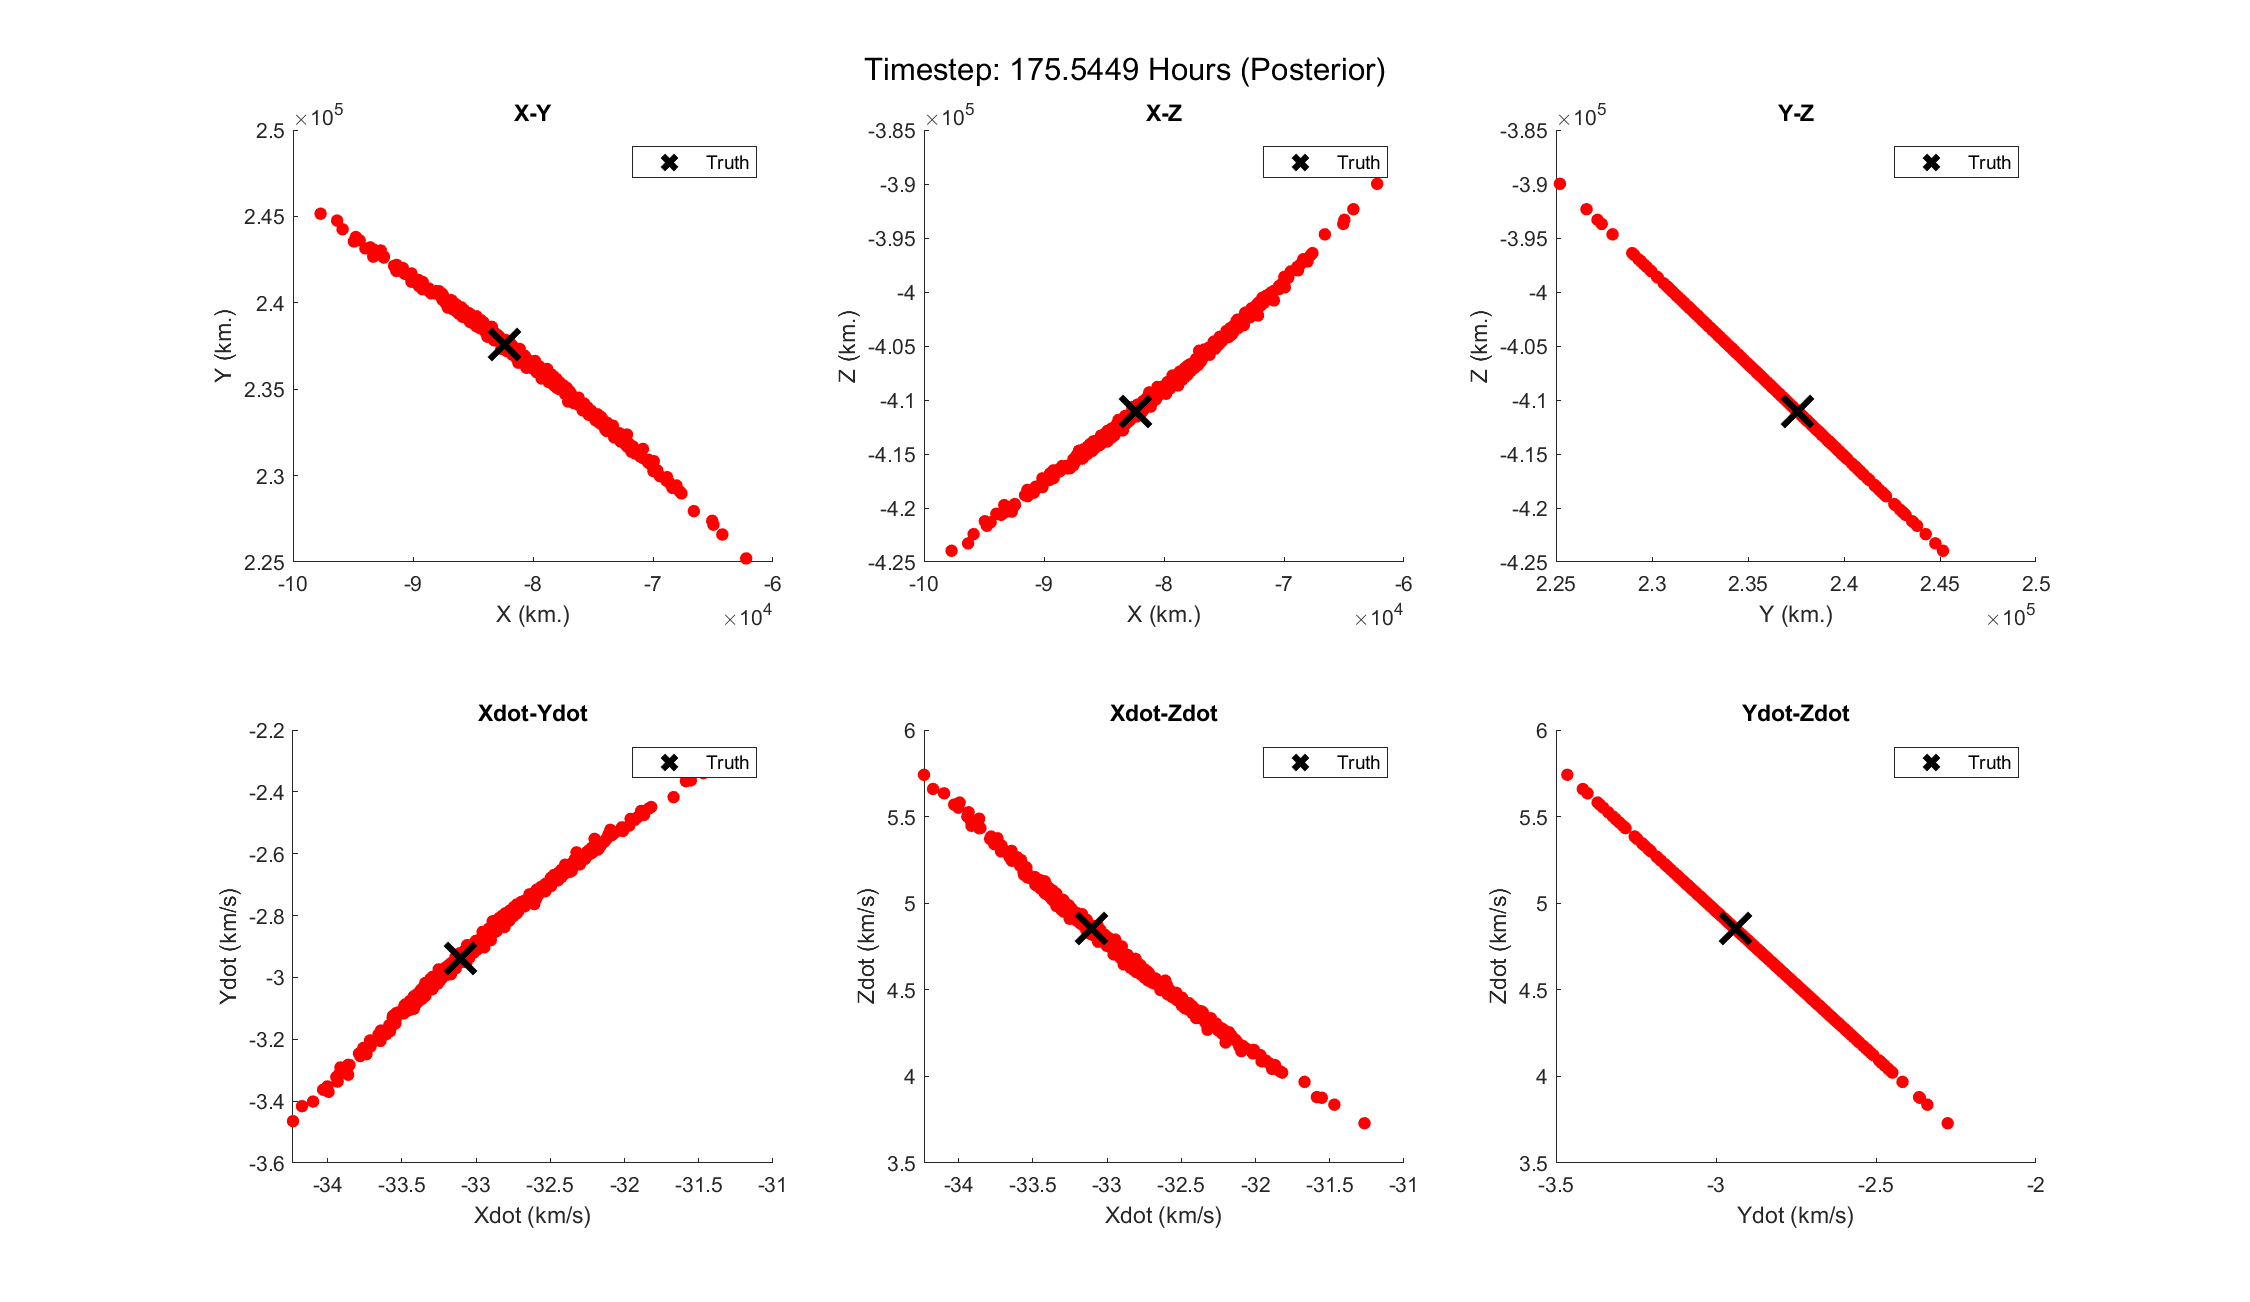 Timestep: 175.5449 Hours (Posterior)
X-Y
×10^5
2.5
2.45
2.4
2.35
2.3
2.25
Y (km.)
-10 -9 -8 -7 -6
X (km.)
×10^4
Truth
X-Z
×10^5
-3.85
-3.9
-3.95
-4
-4.05
-4.1
-4.15
-4.2
-4.25
Z (km.)
-10 -9 -8 -7 -6
X (km.)
×10^4
Truth
Y-Z
×10^5
-3.85
-3.9
-3.95
-4
-4.05
-4.1
-4.15
-4.2
-4.25
Z (km.)
2.25 2.3 2.35 2.4 2.45 2.5
Y (km.)
×10^5
Truth
Xdot-Ydot
-2.2
-2.4
-2.6
-2.8
-3
-3.2
-3.4
-3.6
Ydot (km/s)
-34 -33.5 -33 -32.5 -32 -31.5 -31
Xdot (km/s)
Truth
Xdot-Zdot
6
5.5
5
4.5
4
3.5
Zdot (km/s)
-34 -33.5 -33 -32.5 -32 -31.5 -31
Xdot (km/s)
Truth
Ydot-Zdot
6
5.5
5
4.5
4
3.5
Zdot (km/s)
-3.5 -3 -2.5 -2
Ydot (km/s)
Truth